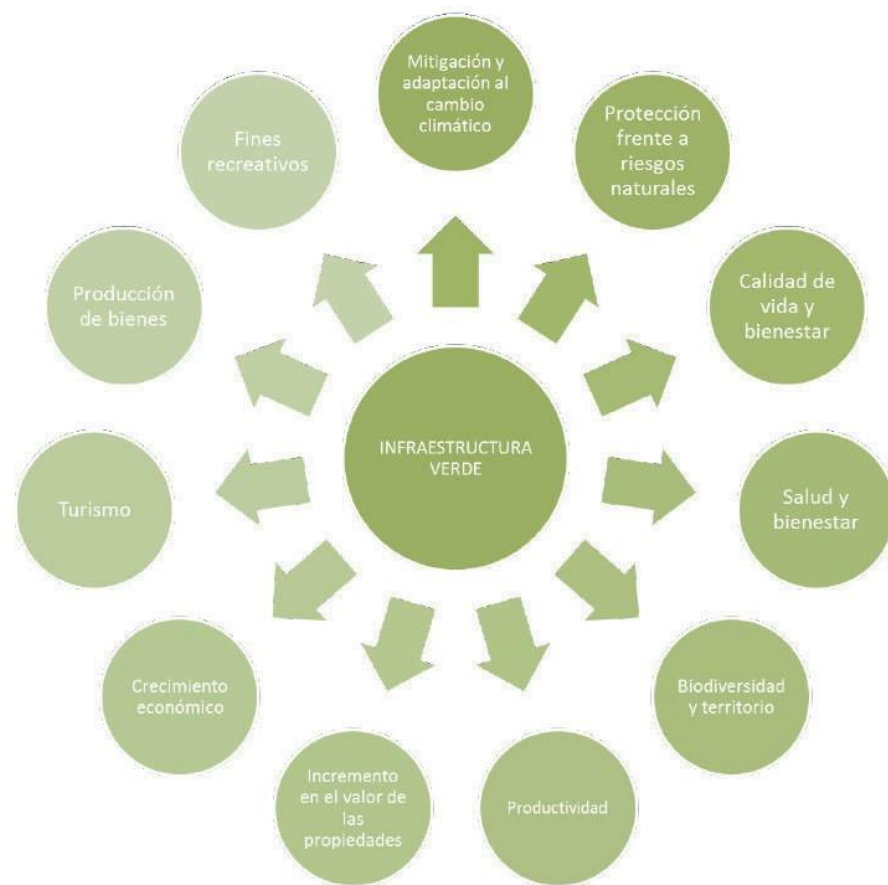 Mitigación y
adaptación al
cambio
climático
Protección
frente a
riesgos
naturales
Calidad de
vida y
bienestar
Salud y
bienestar
Biodiversidad
y territorio
Productividad
Incremento
en el valor de
las
propiedades
Crecimiento
económico
Turismo
Producción
de bienes
Fines
recreativos
INFRAESTRUCTURA
VERDE